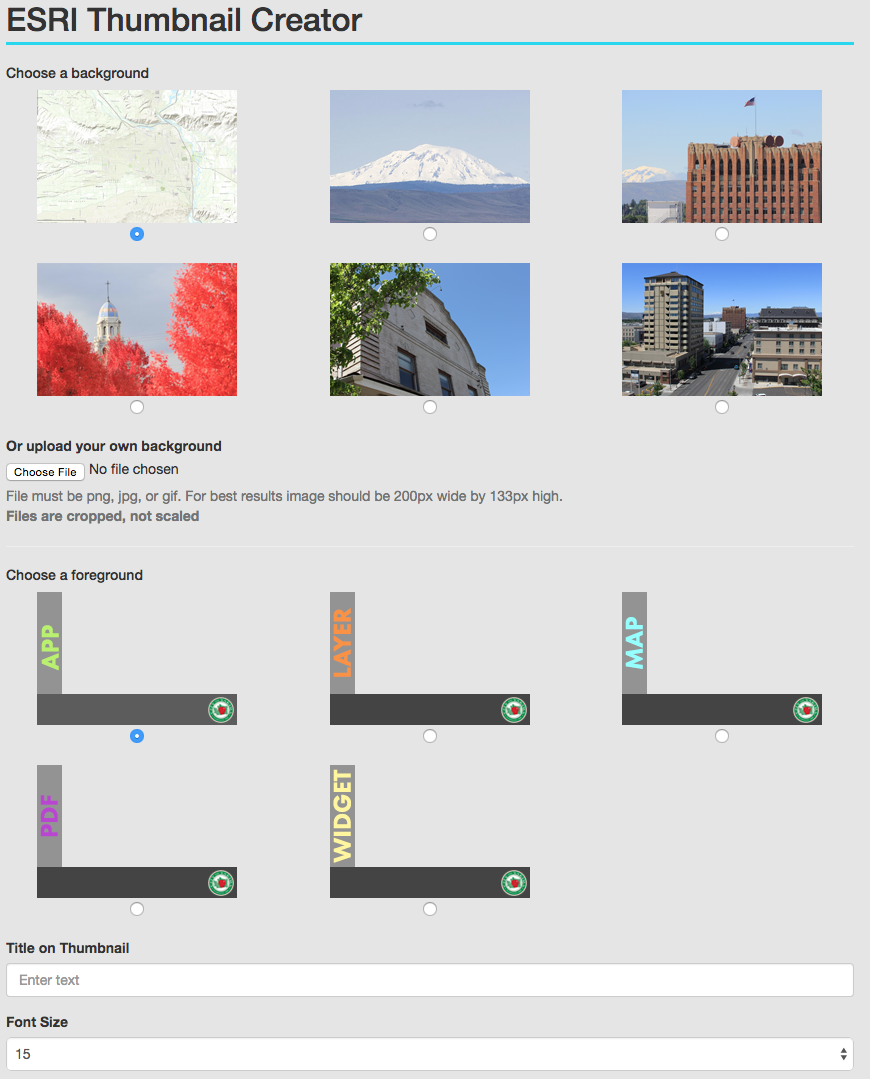 ESRI Thumbnail Creator
Choose a background
Or upload your own background
Choose File No file chosen
File must be png, jpg, or gif. For best results image should be 200px wide by 133px high.
Files are cropped, not scaled
Choose a foreground
APP
LAYER
MAP
PDF
WIDGET
Title on Thumbnail
Enter text
Font Size
15